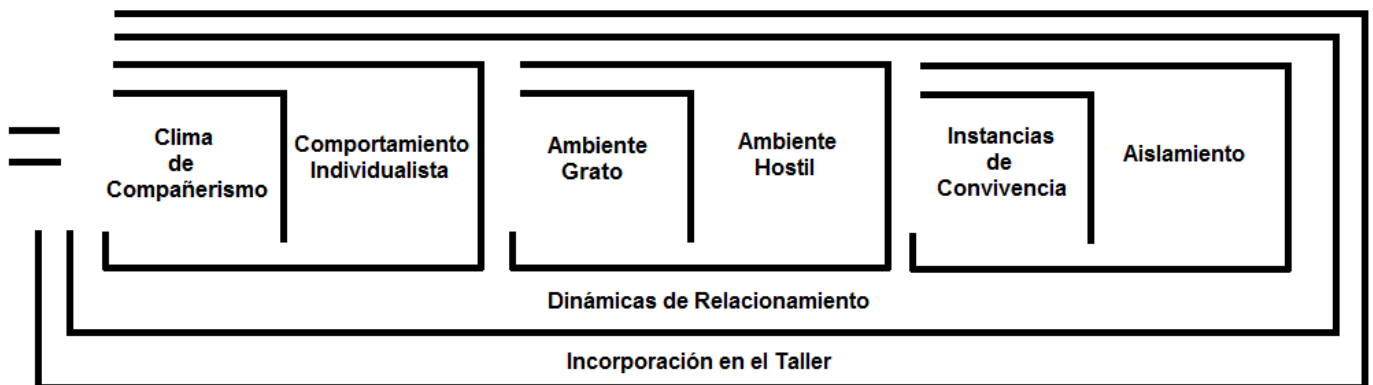 Clima
de
Compañerismo
Comportamiento
Individualista
Ambiente
Grato
Ambiente
Hostil
Instancias
de
Convivencia
Aislamiento
Dinámicas de Relacionamiento
Incorporación en el Taller